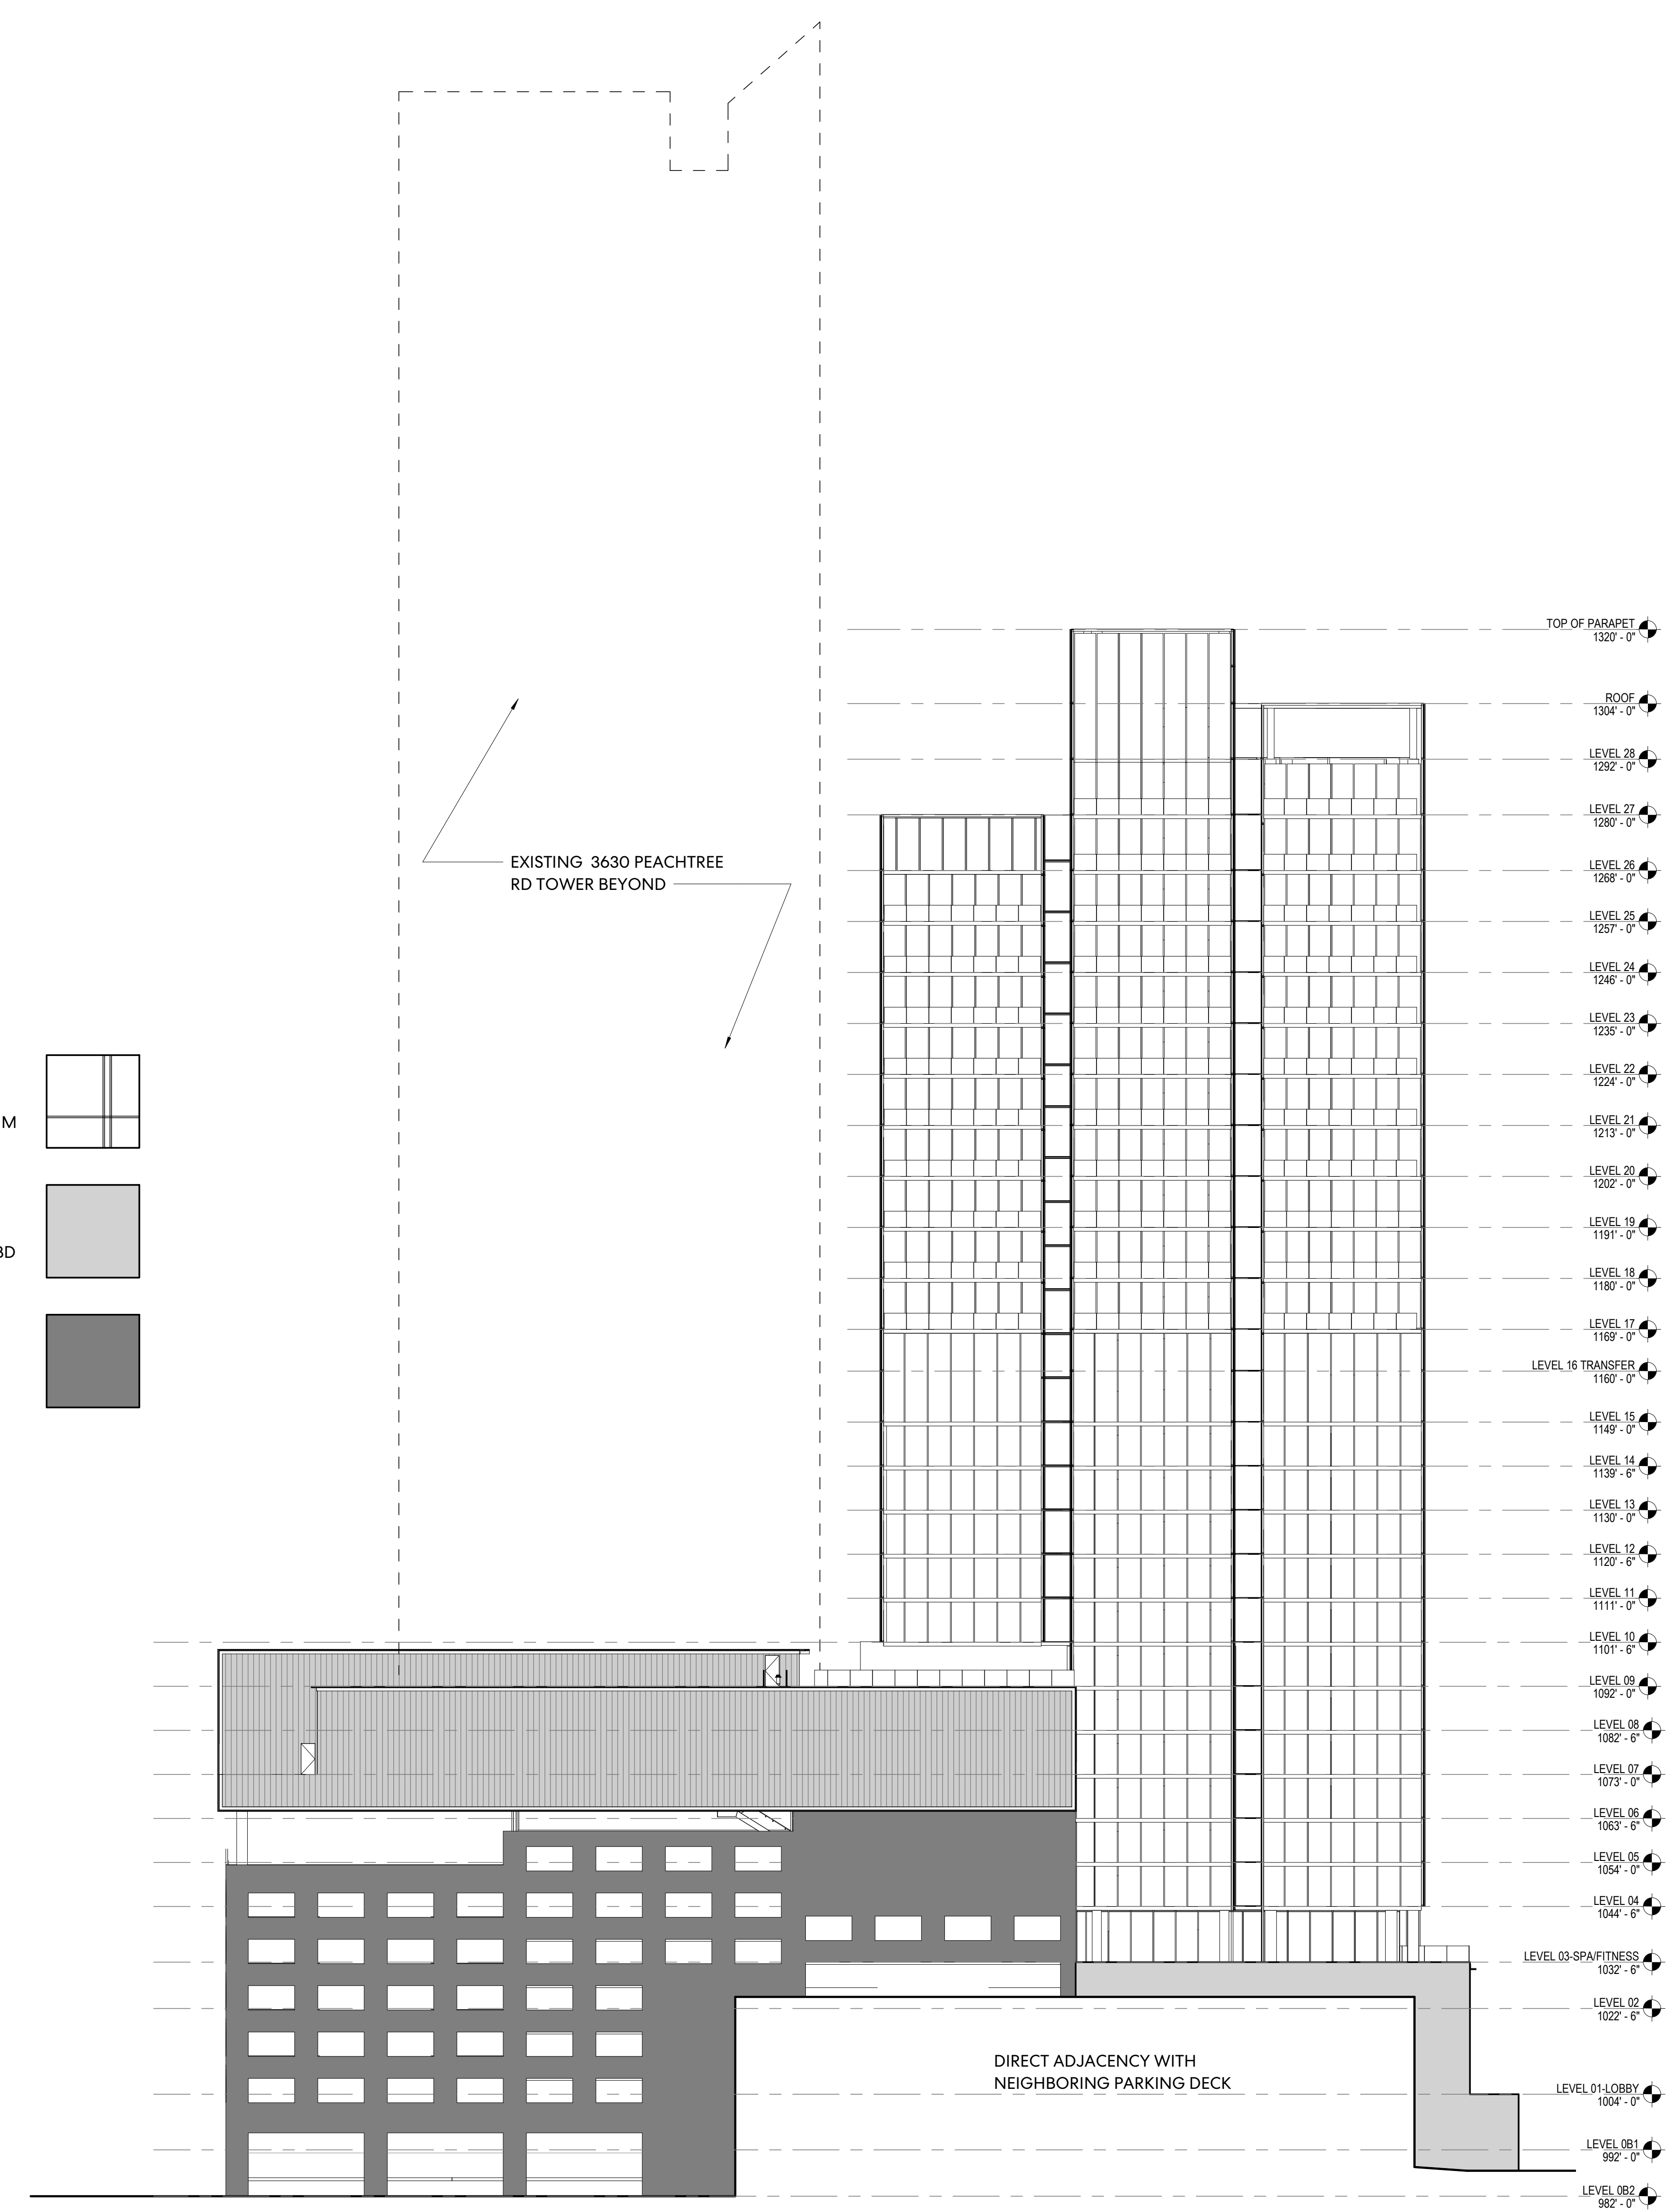 TOP OF PARAPET
1320' - 0"
ROOF
1304' - 0"
LEVEL 28
1292' - 0"
LEVEL 27
1280' - 0"
EXISTING 3630 PEACHTREE
RD TOWER BEYOND
LEVEL 26
1268' - 0"
LEVEL 25
1257' - 0"
LEVEL 24
1246' - 0"
LEVEL 23
1235' - 0"
LEVEL 22
1224' - 0"
M
LEVEL 21
1213' - 0"
LEVEL 20
1202' - 0"
LEVEL 19
1191' - 0"
BD
LEVEL 18
1180' - 0"
LEVEL 17
1169' - 0"
LEVEL 16 TRANSFER
1160' - 0"
LEVEL 15
1149' - 0"
LEVEL 14
1139' - 6"
LEVEL 13
1130' - 0"
LEVEL 12
1120' - 6"
LEVEL 11
1111' - 0"
LEVEL 10
1101' - 6"
LEVEL 09
1092' - 0"
LEVEL 08
1082' - 6"
LEVEL 07
1073' - 0"
LEVEL 06
1063' - 6"
LEVEL 05
1054' - 0"
LEVEL 04
1044' - 6"
LEVEL 03-SPA/FITNESS
1032' - 6"
LEVEL 02
1022' - 6"
DIRECT ADJACENCY WITH
NEIGHBORING PARKING DECK
LEVEL 01-LOBBY
1004' - 0"
LEVEL 0B1
992' - 0"
LEVEL 0B2
982' - 0"